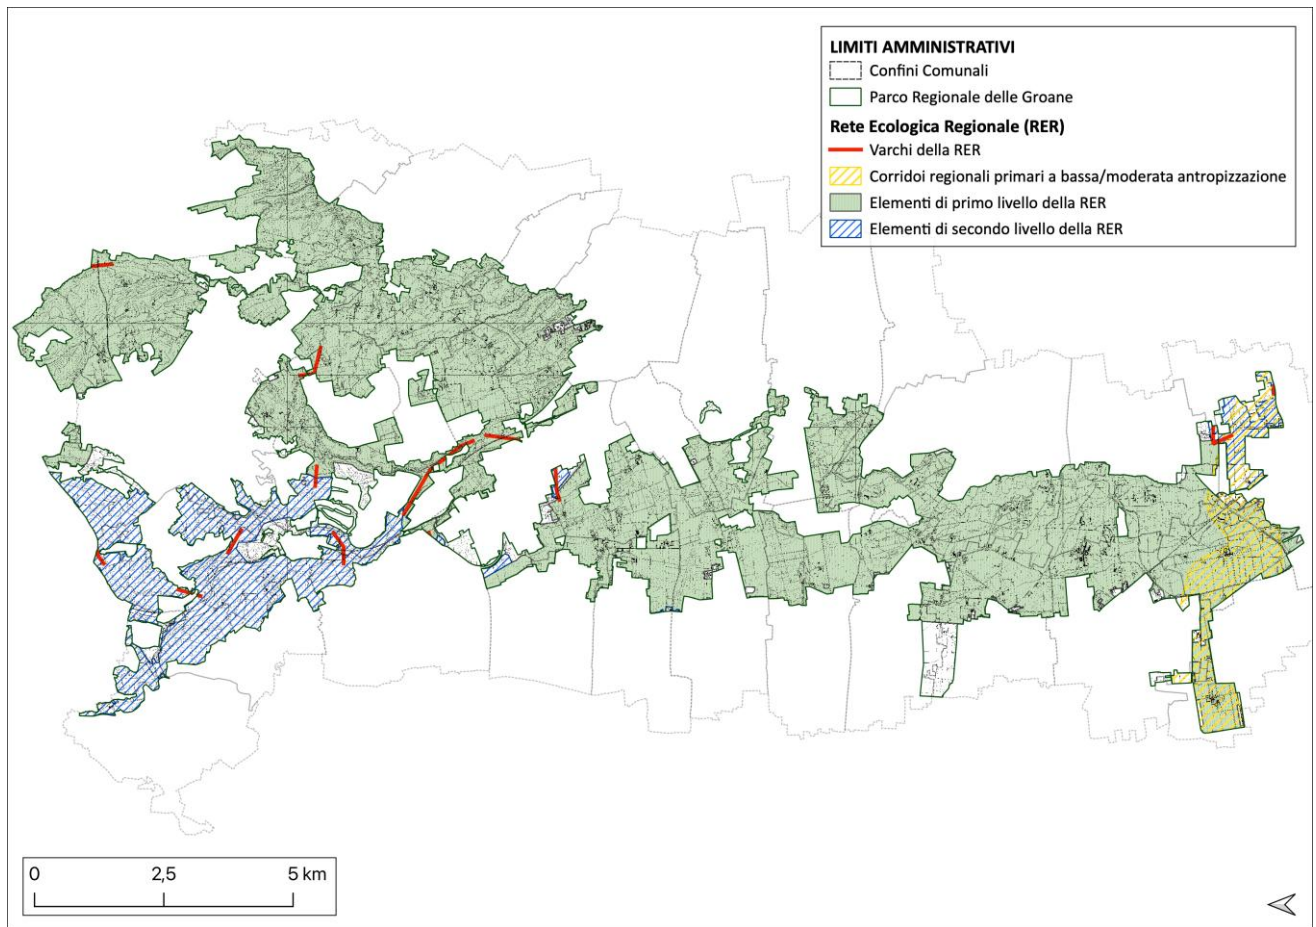 LIMITI AMMINISTRATIVI
Confini Comunali
Parco Regionale delle Groane
Rete Ecologica Regionale (RER)
Varchi della RER
Corridoi regionali primari a bassa/moderata antropizzazione
Elementi di primo livello della RER
Elementi di secondo livello della RER
0 2,5 5 km